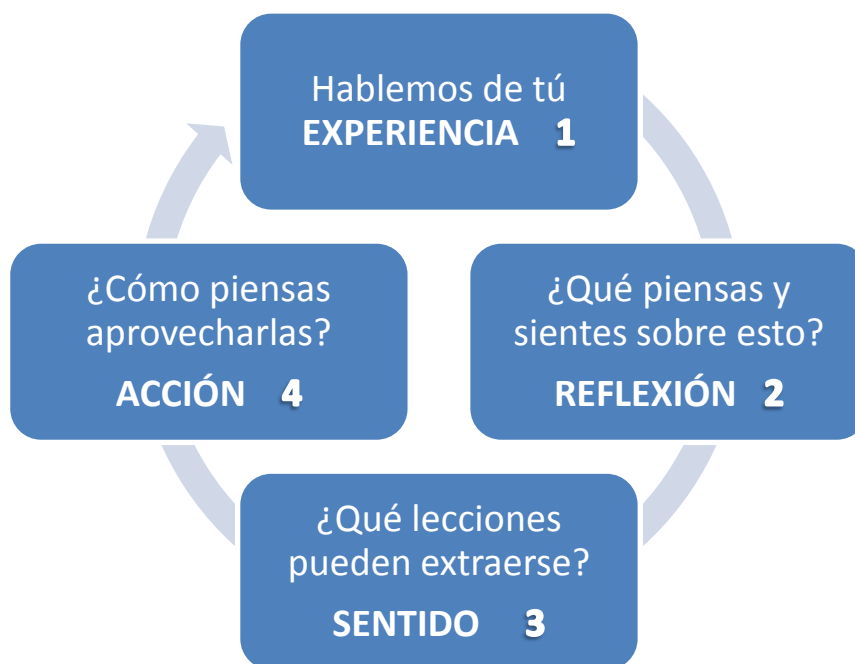 Hablemos de tú
EXPERIENCIA 1
¿Qué piensas y
sientes sobre esto?
REFLEXIÓN 2
¿Qué lecciones
pueden extraerse?
SENTIDO 3
¿Cómo piensas
aprovecharlas?
ACCIÓN 4